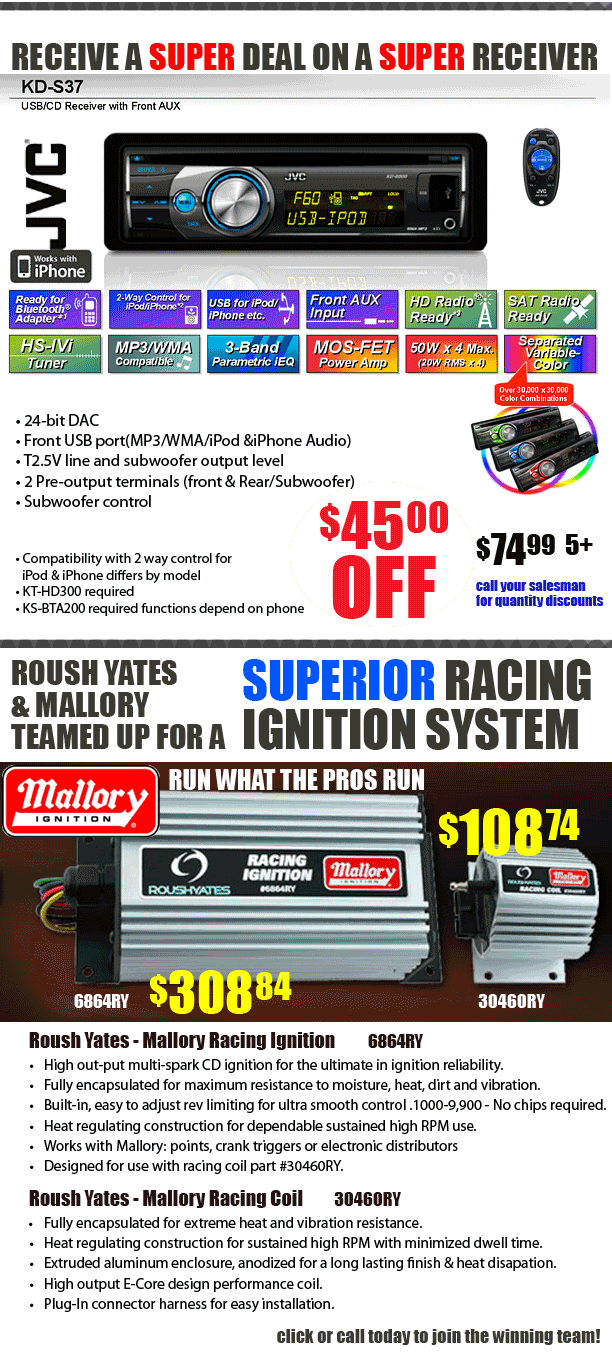 RECEIVE A SUPER DEAL ON A SUPER RECEIVER
KD-S37
USB/CD Receiver with Front AUX
JVC
Works with
iPhone
JVC
F60
USB-IPOD
JVC
Ready for
Bluetooth®
Adapter*1
2-Way Control for
iPod/iPhone*2
USB for iPod/
iPhone etc.
Front AUX
Input
HD Radio
Ready*3
SAT Radio
Ready
HS-IVi
Tuner
MP3/WMA
Compatible
3-Band
Parametric iEQ
MOS-FET
Power Amp
50W x 4 Max.
(20W RMS x 4)
Separated
Variable-
Color
Over 30,000 x 30,000
Color Combinations
• 24-bit DAC
• Front USB port(MP3/WMA/iPod &iPhone Audio)
• T2.5V line and subwoofer output level
• 2 Pre-output terminals (front & Rear/Subwoofer)
• Subwoofer control
$4500
OFF
$7499 5+
call your salesman
for quantity discounts
• Compatibility with 2 way control for
iPod & iPhone differs by model
• KT-HD300 required
• KS-BTA200 required functions depend on phone
ROUSH YATES
& MALLORY
TEAMED UP FOR A
SUPERIOR RACING
IGNITION SYSTEM
Mallory
IGNITION
RUN WHAT THE PROS RUN
$10874
ROUSHYATES
RACING
IGNITION
#6864RY
Mallory
IGNITION
ROUSHYATES
RACING COIL
Mallory
6864RY
$30884
30460RY
Roush Yates - Mallory Racing Ignition 6864RY
• High out-put multi-spark CD ignition for the ultimate in ignition reliability.
• Fully encapsulated for maximum resistance to moisture, heat, dirt and vibration.
• Built-in, easy to adjust rev limiting for ultra smooth control .1000-9,900 - No chips required.
• Heat regulating construction for dependable sustained high RPM use.
• Works with Mallory: points, crank triggers or electronic distributors
• Designed for use with racing coil part #30460RY.
Roush Yates - Mallory Racing Coil 30460RY
• Fully encapsulated for extreme heat and vibration resistance.
• Heat regulating construction for sustained high RPM with minimized dwell time.
• Extruded aluminum enclosure, anodized for a long lasting finish & heat disapation.
• High output E-Core design performance coil.
• Plug-In connector harness for easy installation.
click or call today to join the winning team!